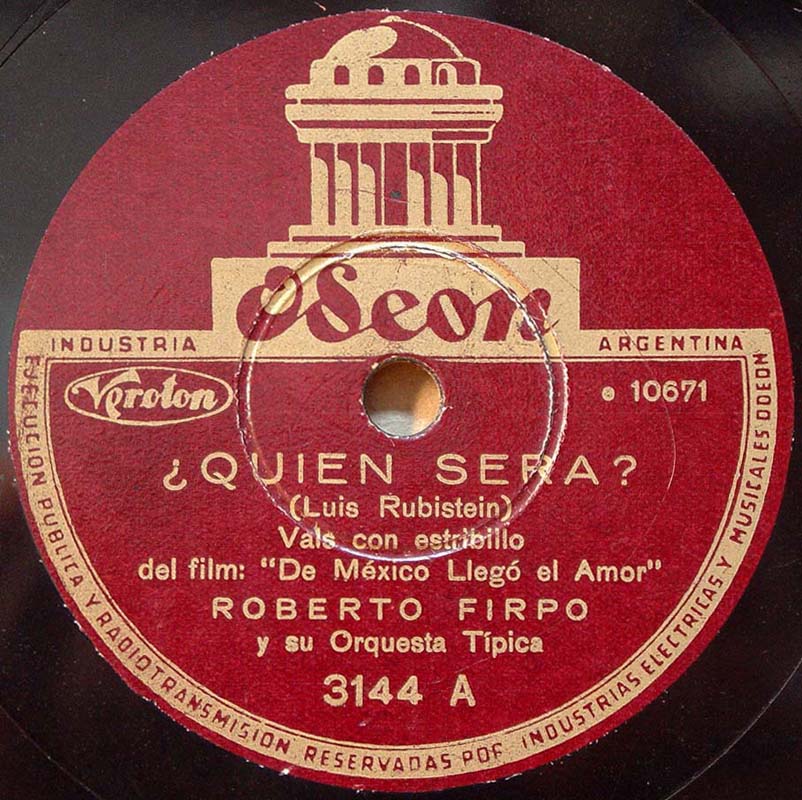 Odeon
INDUSTRIA ARGENTINA
Veroton
e 10671
¿QUIEN SERA?
(Luis Rubistein)
Vals con estribillo
del film: "De México Llegó el Amor"
ROBERTO FIRPO
y su Orquesta Típica
3144 A
EJECUCION PUBLICA Y RADIOTRANSMISION RESERVADAS POR INDUSTRIAS ELECTRICAS Y MUSICALES ODEON